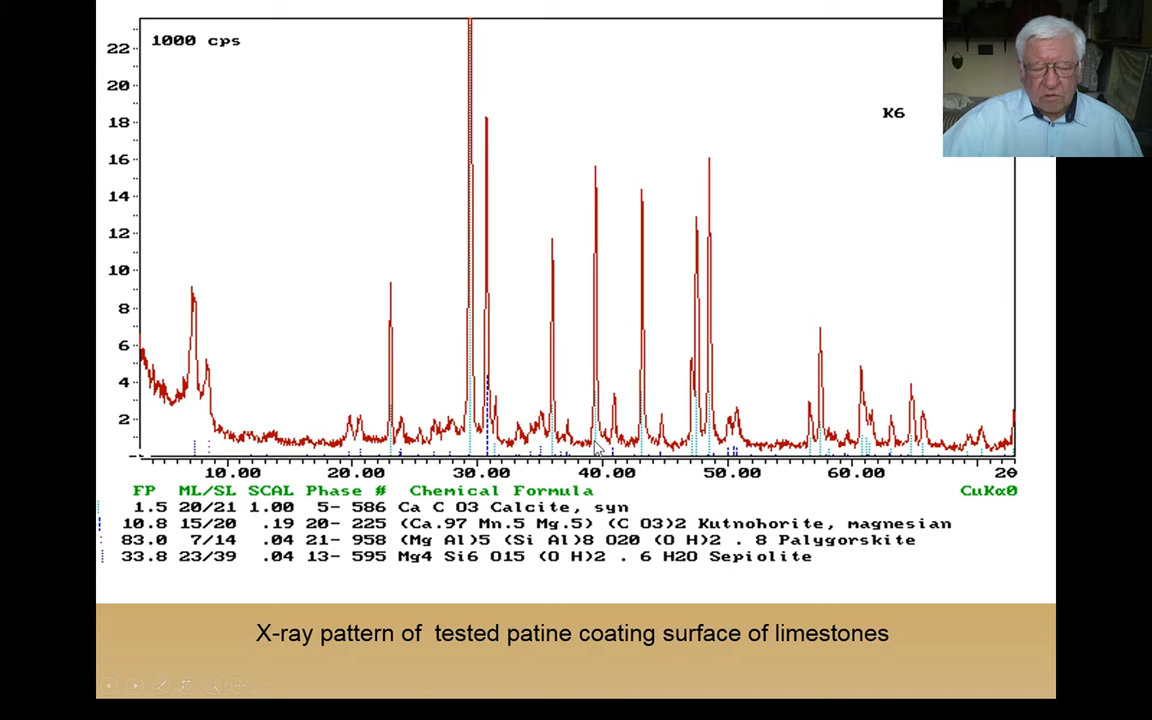 1000 cps
K6
22
20
18
16
14
12
10
8
6
4
2
10.00 20.00 30.00 40.00 50.00 60.00 2θ
FP ML/SL SCAL Phase # Chemical Formula CuKα0
1.5 20/21 1.00 5- 586 Ca C O3 Calcite, syn
10.8 15/20 .19 20- 225 (Ca.97 Mn.5 Mg.5) (C O3)2 Kutnohorite, magnesian
83.0 7/14 .04 21- 958 (Mg Al)5 (Si Al)8 O20 (O H)2 . 8 Palygorskite
33.8 23/39 .04 13- 595 Mg4 Si6 O15 (O H)2 . 6 H2O Sepiolite
X-ray pattern of tested patine coating surface of limestones